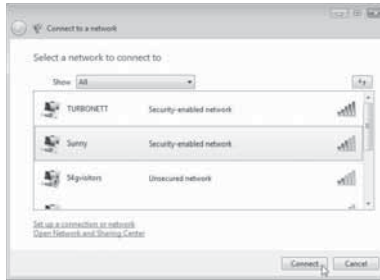 Connect to a network
Select a network to connect to
Show All
TURBONETT Security-enabled network
Sunny Security-enabled network
54gvisitors Unsecured network
Set up a connection or network
Open Network and Sharing Center
Connect Cancel